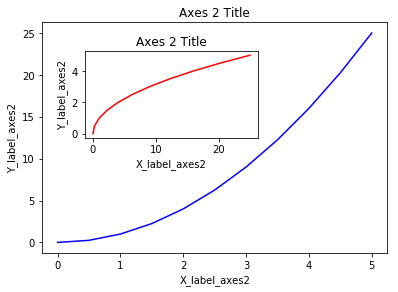 Axes 2 Title
25
20
15
10
5
0
Y_label_axes2
Axes 2 Title
4
2
0
Y_label_axes2
0 10 20
X_label_axes2
0 1 2 3 4 5
X_label_axes2